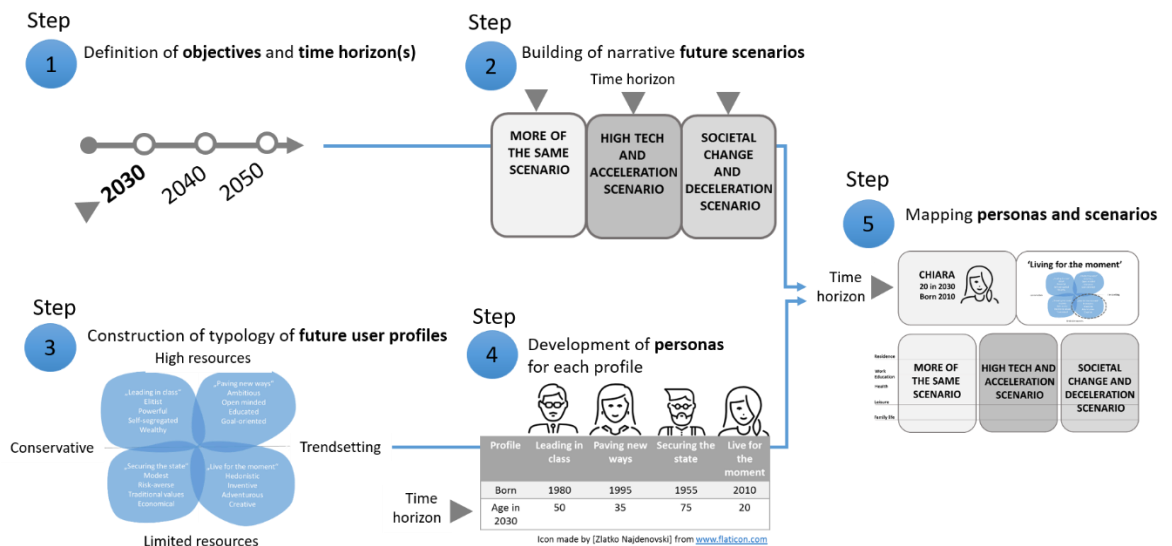 Step
1
Definition of objectives and time horizon(s)
2030
2040
2050
Step
2
Building of narrative future scenarios
Time horizon
MORE OF
THE SAME
SCENARIO
HIGH TECH
AND
ACCELERATION
SCENARIO
SOCIETAL
CHANGE
AND
DECELERATION
SCENARIO
Step
3
Construction of typology of future user profiles
High resources
„Leading in class"
Elitist
Powerful
Self-segregated
Wealthy
„Paving new ways"
Ambitious
Open minded
Educated
Goal-oriented
Conservative
Trendsetting
„Securing the state"
Modest
Risk-averse
Traditional values
Economical
„Live for the moment"
Hedonistic
Inventive
Adventurous
Creative
Limited resources
Step
4
Development of personas
for each profile
Profile Leading in class Paving new ways Securing the state Live for the moment
Born 1980 1995 1955 2010
Age in 2030 50 35 75 20
Time
horizon
Icon made by [Zlatko Najdenovski] from www.flaticon.com
Step
5
Mapping personas and scenarios
Time
horizon
CHIARA
20 in 2030
Born 2010
'Living for the moment'
Residence
Work
Education
Health
Leisure
Family life
MORE OF
THE SAME
SCENARIO
HIGH TECH AND
ACCELERATION
SCENARIO
SOCIETAL
CHANGE AND
DECELERATION
SCENARIO